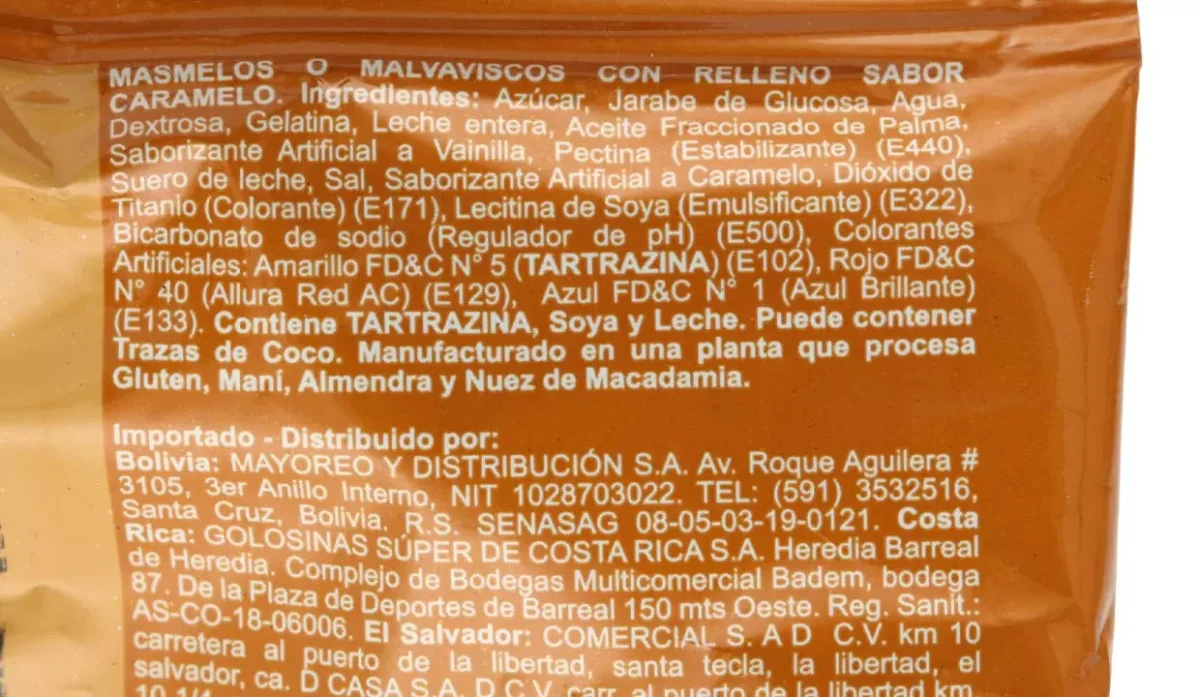 MASMELOS O MALVAVISCOS CON RELLENO SABOR
CARAMELO. Ingredientes: Azúcar, Jarabe de Glucosa, Agua,
Dextrosa, Gelatina, Leche entera, Aceite Fraccionado de Palma,
Saborizante Artificial a Vainilla, Pectina (Estabilizante) (E440),
Suero de leche, Sal, Saborizante Artificial a Caramelo, Dióxido de
Titanio (Colorante) (E171), Lecitina de Soya (Emulsificante) (E322),
Bicarbonato de sodio (Regulador de pH) (E500), Colorantes
Artificiales: Amarillo FD&C N° 5 (TARTRAZINA) (E102), Rojo FD&C
N° 40 (Allura Red AC) (E129), Azul FD&C N° 1 (Azul Brillante)
(E133). Contiene TARTRAZINA, Soya y Leche. Puede contener
Trazas de Coco. Manufacturado en una planta que procesa
Gluten, Maní, Almendra y Nuez de Macadamia.
Importado - Distribuido por:
Bolivia: MAYOREO Y DISTRIBUCIÓN S.A. Av. Roque Aguilera #
3105, 3er Anillo Interno, NIT 1028703022. TEL: (591) 3532516,
Santa Cruz, Bolivia. R.S. SENASAG 08-05-03-19-0121. Costa
Rica: GOLOSINAS SÚPER DE COSTA RICA S.A. Heredia Barreal
de Heredia. Complejo de Bodegas Multicomercial Badem, bodega
87. De la Plaza de Deportes de Barreal 150 mts Oeste. Reg. Sanit.:
AS-CO-18-06006. El Salvador: COMERCIAL S. A D C.V. km 10
carretera al puerto de la libertad, santa tecla, la libertad, el
salvador, ca. D CASA S.A. D C.V. carr. al puerto de la libertad km
10 1/4